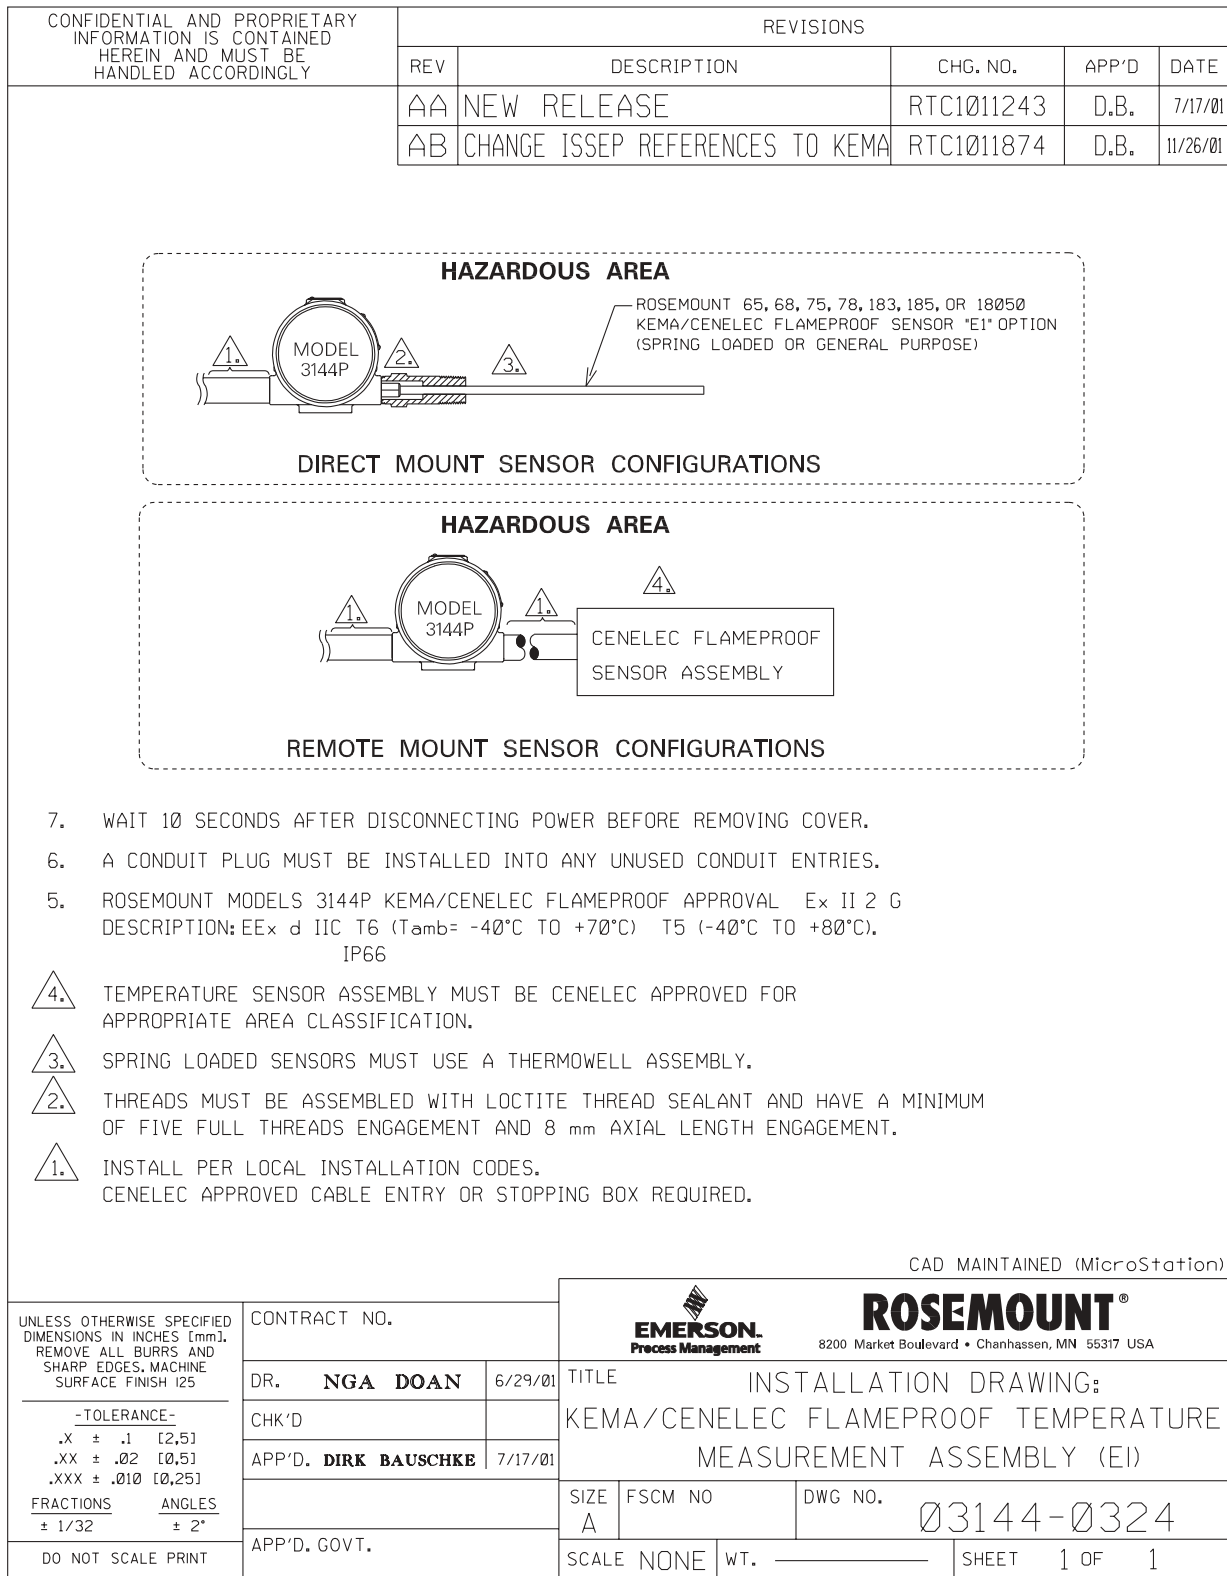 CONFIDENTIAL AND PROPRIETARY
INFORMATION IS CONTAINED
HEREIN AND MUST BE
HANDLED ACCORDINGLY
REVISIONS
REV DESCRIPTION CHG. NO. APP'D DATE
AA NEW RELEASE RTC1011243 D.B. 7/17/01
AB CHANGE ISSEP REFERENCES TO KEMA RTC1011874 D.B. 11/26/01
HAZARDOUS AREA
ROSEMOUNT 65, 68, 75, 78, 183, 185, OR 18050
KEMA/CENELEC FLAMEPROOF SENSOR "E1" OPTION
(SPRING LOADED OR GENERAL PURPOSE)
1. MODEL 2. 3.
3144P
DIRECT MOUNT SENSOR CONFIGURATIONS
HAZARDOUS AREA
4.
1. MODEL 1.
3144P
CENELEC FLAMEPROOF
SENSOR ASSEMBLY
REMOTE MOUNT SENSOR CONFIGURATIONS
7. WAIT 10 SECONDS AFTER DISCONNECTING POWER BEFORE REMOVING COVER.
6. A CONDUIT PLUG MUST BE INSTALLED INTO ANY UNUSED CONDUIT ENTRIES.
5. ROSEMOUNT MODELS 3144P KEMA/CENELEC FLAMEPROOF APPROVAL Ex II 2 G
DESCRIPTION: EEx d IIC T6 (Tamb= -40°C TO +70°C) T5 (-40°C TO +80°C).
IP66
4. TEMPERATURE SENSOR ASSEMBLY MUST BE CENELEC APPROVED FOR
APPROPRIATE AREA CLASSIFICATION.
3. SPRING LOADED SENSORS MUST USE A THERMOWELL ASSEMBLY.
2. THREADS MUST BE ASSEMBLED WITH LOCTITE THREAD SEALANT AND HAVE A MINIMUM
OF FIVE FULL THREADS ENGAGEMENT AND 8 mm AXIAL LENGTH ENGAGEMENT.
1. INSTALL PER LOCAL INSTALLATION CODES.
CENELEC APPROVED CABLE ENTRY OR STOPPING BOX REQUIRED.
CAD MAINTAINED (MicroStation)
UNLESS OTHERWISE SPECIFIED
DIMENSIONS IN INCHES [mm].
REMOVE ALL BURRS AND
SHARP EDGES. MACHINE
SURFACE FINISH 125
-TOLERANCE-
.X ± .1 [2,5]
.XX ± .02 [0,5]
.XXX ± .010 [0,25]
FRACTIONS ANGLES
± 1/32 ± 2°
DO NOT SCALE PRINT
CONTRACT NO.
DR. NGA DOAN 6/29/01
CHK'D
APP'D. DIRK BAUSCHKE 7/17/01
APP'D. GOVT.
EMERSON.
Process Management
ROSEMOUNT®
8200 Market Boulevard • Chanhassen, MN 55317 USA
TITLE INSTALLATION DRAWING:
KEMA/CENELEC FLAMEPROOF TEMPERATURE
MEASUREMENT ASSEMBLY (EI)
SIZE FSCM NO DWG NO.
A 03144-0324
SCALE NONE WT. SHEET 1 OF 1